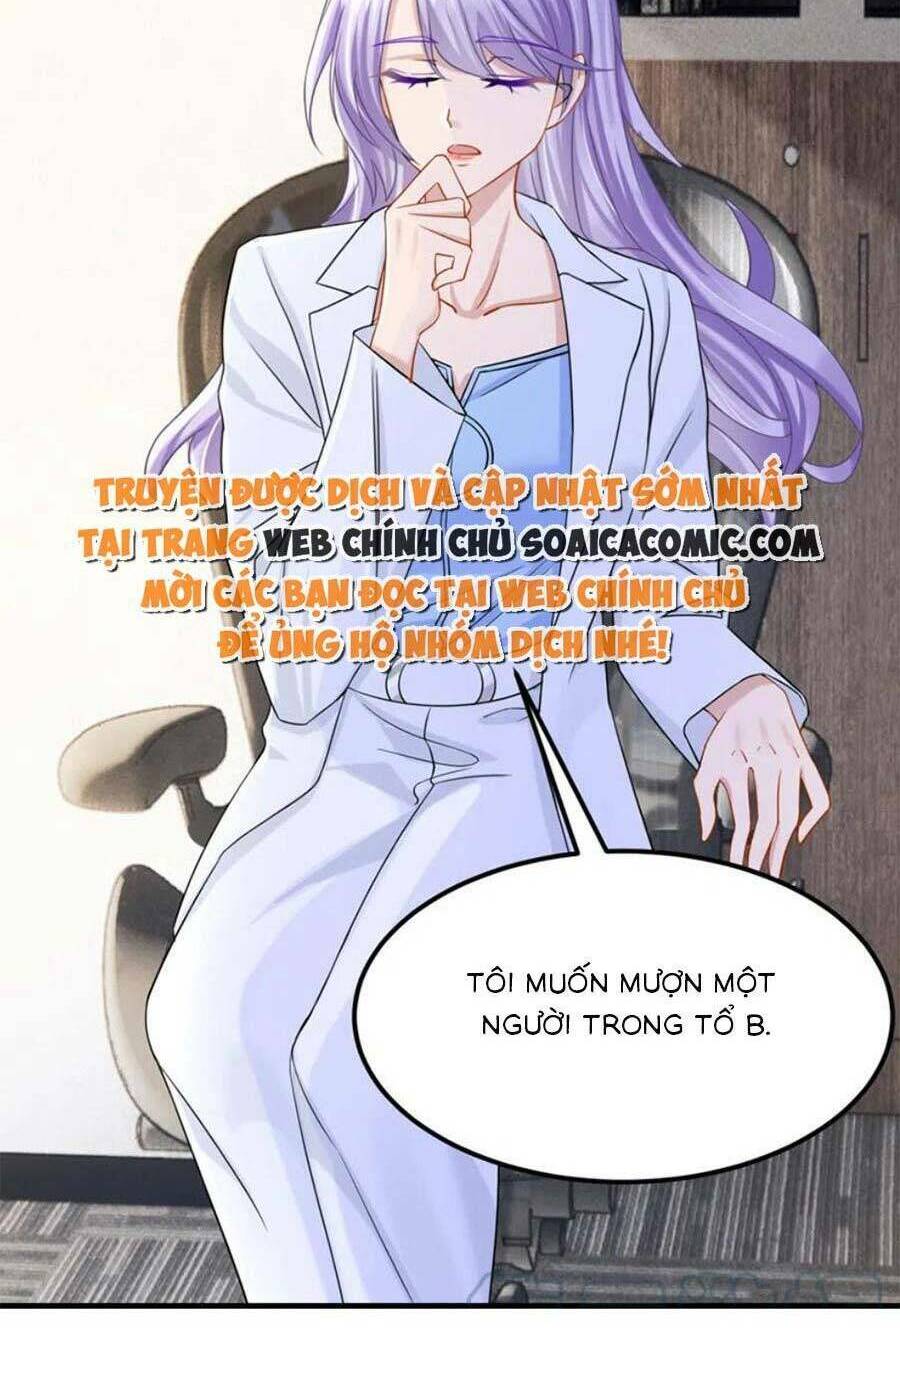 TRUYỆN ĐƯỢC DỊCH VÀ CẬP NHẬT SỚM NHẤT
TẠI TRANG WEB CHÍNH CHỦ SOAICACOMIC.COM
MỜI CÁC BẠN ĐỌC TẠI WEB CHÍNH CHỦ
ĐỂ ỦNG HỘ NHÓM DỊCH NHÉ!
TÔI MUỐN MƯỢN MỘT
NGƯỜI TRONG TỔ B.